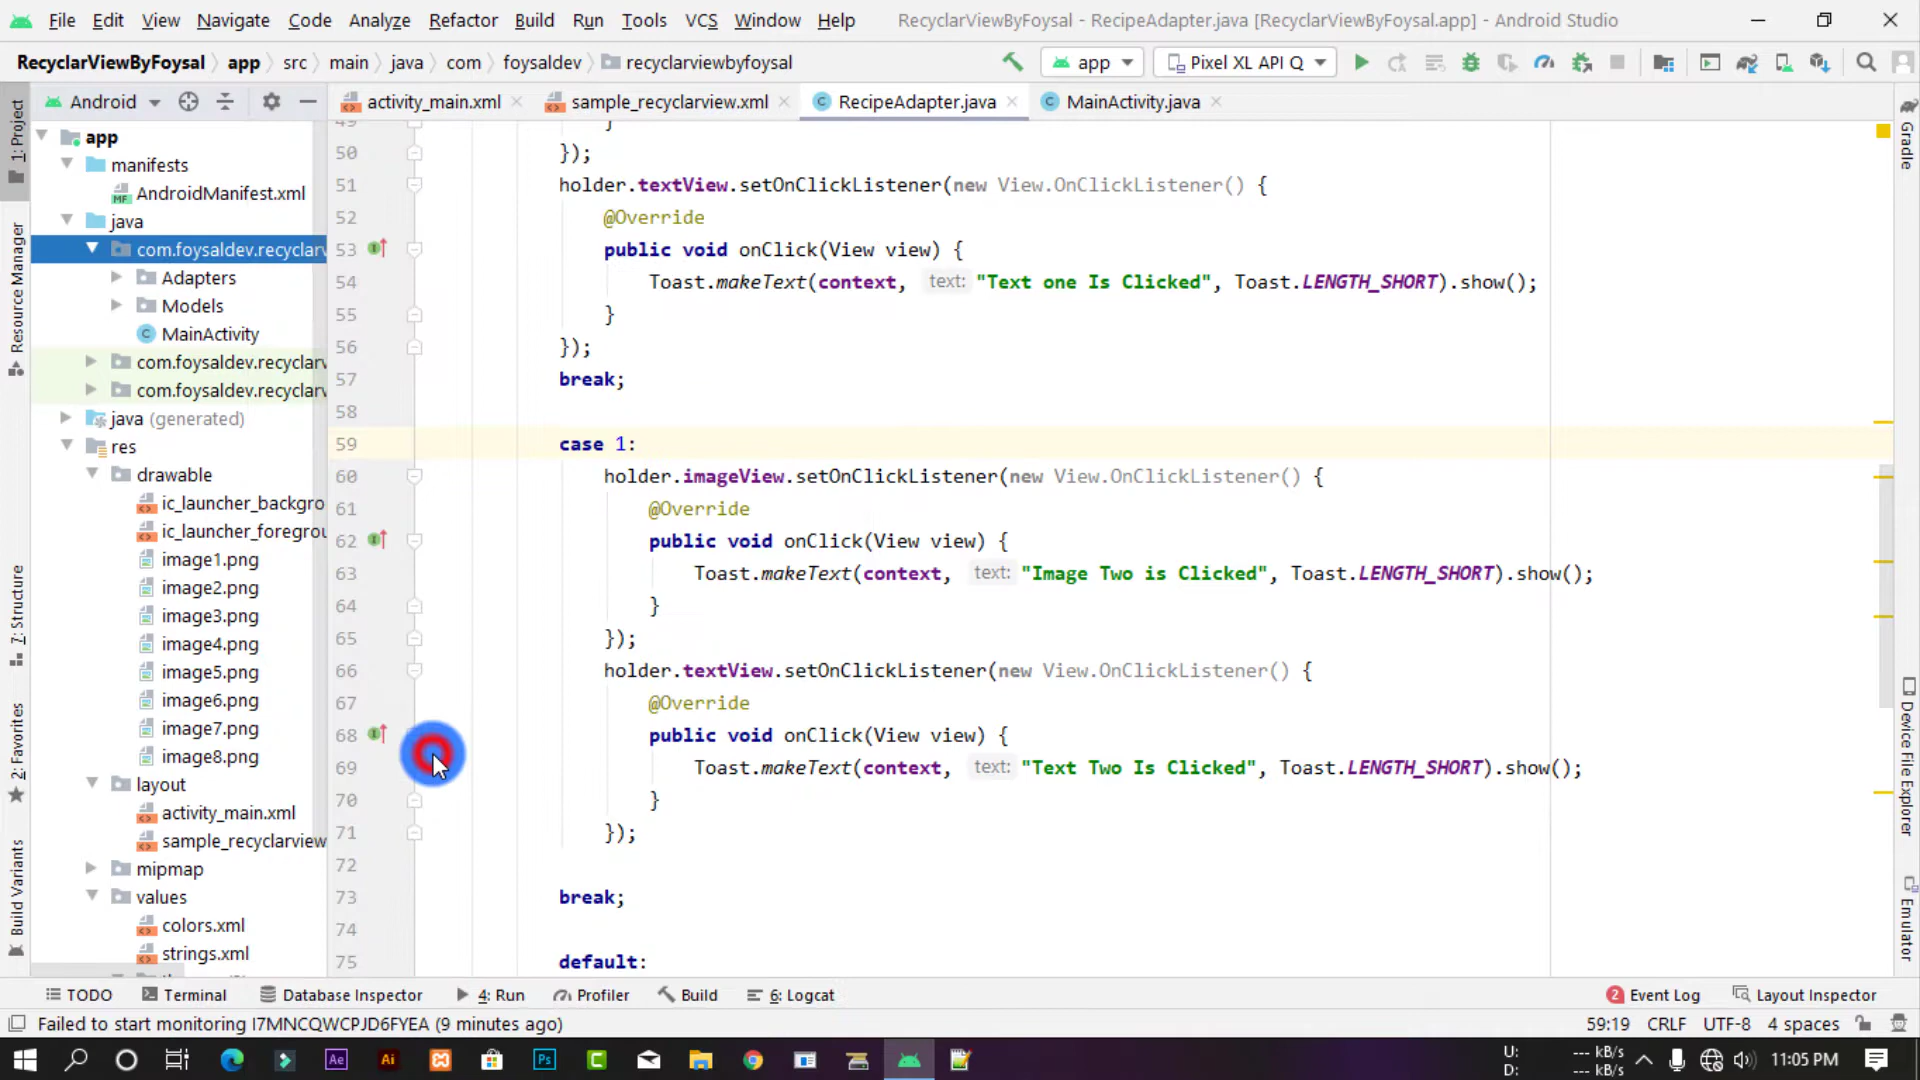 File Edit View Navigate Code Analyze Refactor Build Run Tools VCS Window Help RecyclarViewByFoysal - RecipeAdapter.java [RecyclarViewByFoysal.app] - Android Studio
RecyclarViewByFoysal app src main java com foysaldev recyclarviewbyfoysal app Pixel XL API Q
Android activity_main.xml sample_recyclarview.xml RecipeAdapter.java MainActivity.java
1: Project
Resource Manager
7: Structure
2: Favorites
Build Variants
app
manifests
AndroidManifest.xml
java
com.foysaldev.recyclarv
Adapters
Models
MainActivity
com.foysaldev.recyclarv
com.foysaldev.recyclarv
java (generated)
res
drawable
ic_launcher_backgro
ic_launcher_foregrou
image1.png
image2.png
image3.png
image4.png
image5.png
image6.png
image7.png
image8.png
layout
activity_main.xml
sample_recyclarview
mipmap
values
colors.xml
strings.xml
49 }
50 });
51 holder.textView.setOnClickListener(new View.OnClickListener() {
52 @Override
53 public void onClick(View view) {
54 Toast.makeText(context, text: "Text one Is Clicked", Toast.LENGTH_SHORT).show();
55 }
56 });
57 break;
58
59 case 1:
60 holder.imageView.setOnClickListener(new View.OnClickListener() {
61 @Override
62 public void onClick(View view) {
63 Toast.makeText(context, text: "Image Two is Clicked", Toast.LENGTH_SHORT).show();
64 }
65 });
66 holder.textView.setOnClickListener(new View.OnClickListener() {
67 @Override
68 public void onClick(View view) {
69 Toast.makeText(context, text: "Text Two Is Clicked", Toast.LENGTH_SHORT).show();
70 }
71 });
72
73 break;
74
75 default:
Gradle
Device File Explorer
Emulator
TODO Terminal Database Inspector 4: Run Profiler Build 6: Logcat 2 Event Log Layout Inspector
Failed to start monitoring I7MNCQWCPJD6FYEA (9 minutes ago) 59:19 CRLF UTF-8 4 spaces
U: --- kB/s
D: --- kB/s
11:05 PM